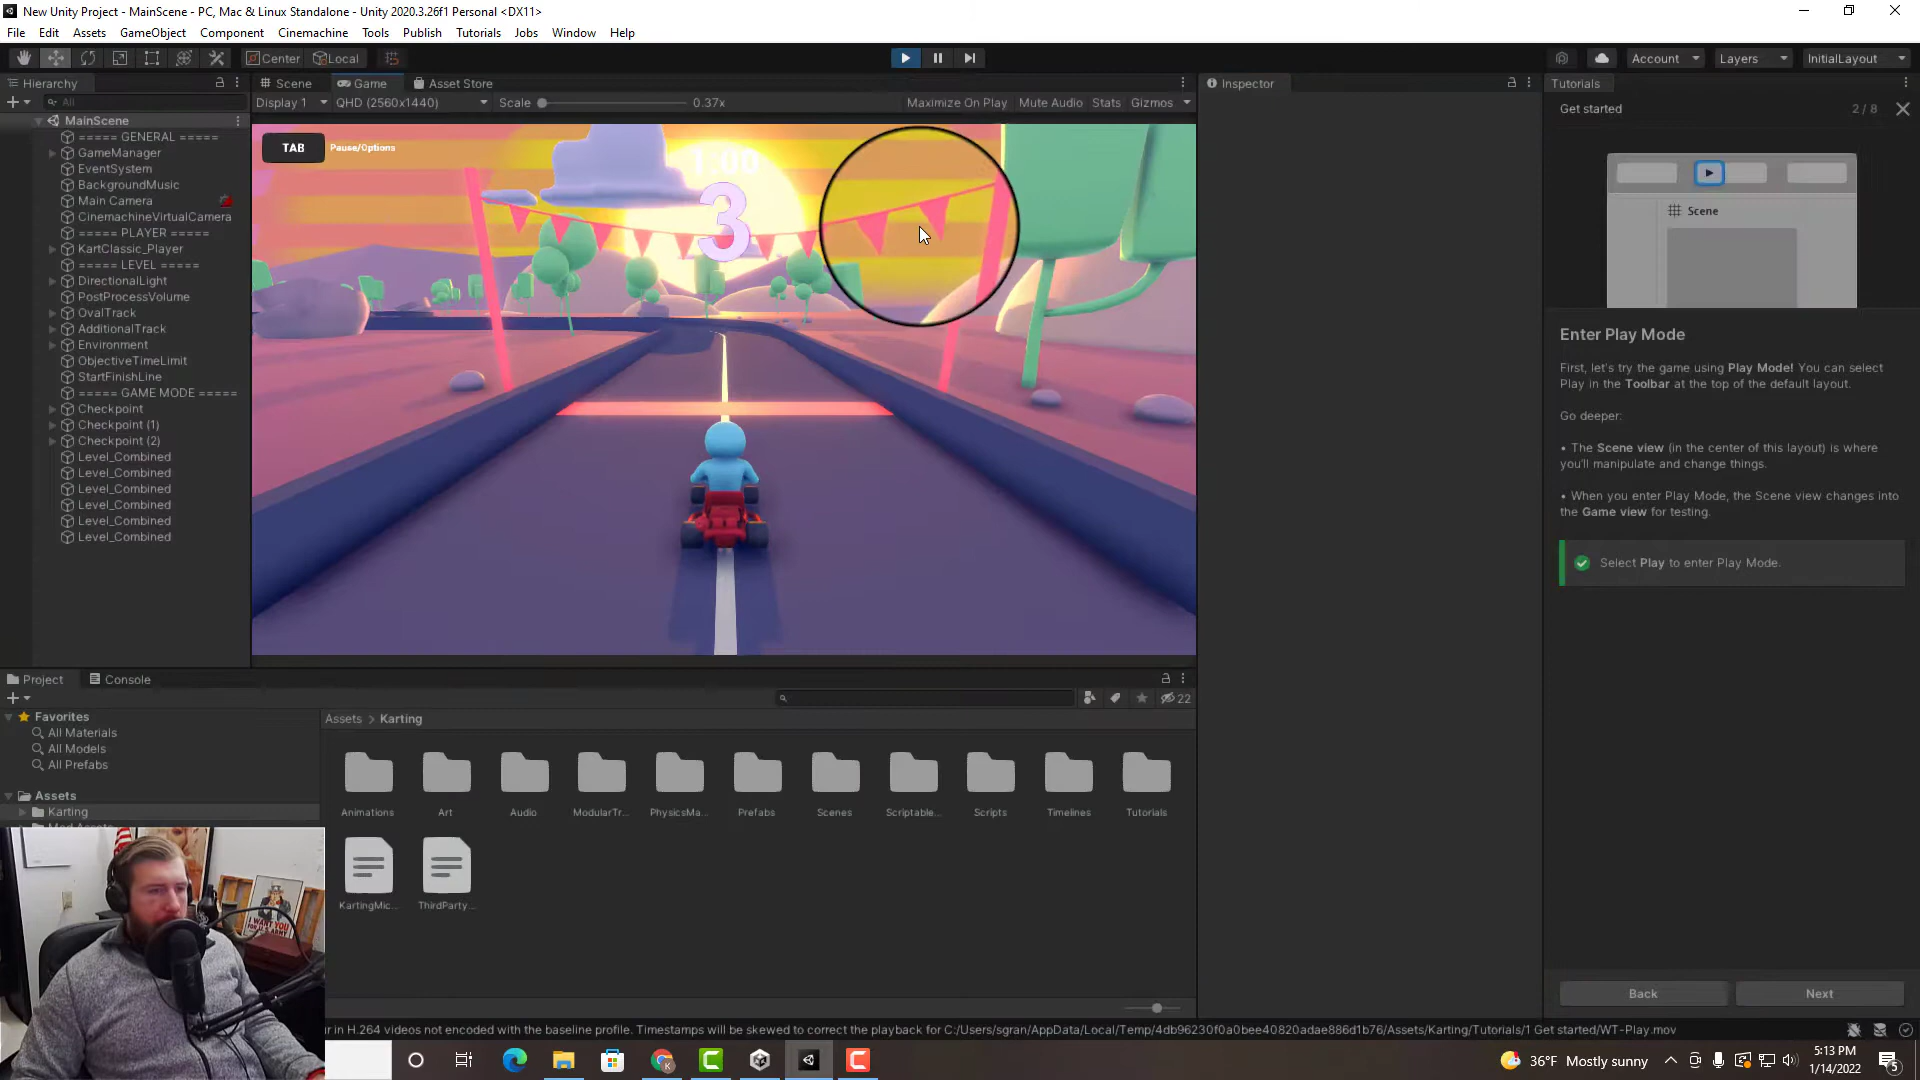 New Unity Project - MainScene - PC, Mac & Linux Standalone - Unity 2020.3.26f1 Personal <DX11>
File Edit Assets GameObject Component Cinemachine Tools Publish Tutorials Jobs Window Help
Center Local
Account Layers InitialLayout
Hierarchy
All
MainScene
===== GENERAL =====
GameManager
EventSystem
BackgroundMusic
Main Camera
CinemachineVirtualCamera
===== PLAYER =====
KartClassic_Player
===== LEVEL =====
DirectionalLight
PostProcessVolume
OvalTrack
AdditionalTrack
Environment
ObjectiveTimeLimit
StartFinishLine
===== GAME MODE =====
Checkpoint
Checkpoint (1)
Checkpoint (2)
Level_Combined
Level_Combined
Level_Combined
Level_Combined
Level_Combined
Level_Combined
Scene Game Asset Store
Display 1 QHD (2560x1440) Scale 0.37x Maximize On Play Mute Audio Stats Gizmos
TAB Pause/Options
1:00
3
Inspector
Tutorials
Get started 2 / 8
Scene
Enter Play Mode
First, let's try the game using Play Mode! You can select
Play in the Toolbar at the top of the default layout.
Go deeper:
• The Scene view (in the center of this layout) is where
you'll manipulate and change things.
• When you enter Play Mode, the Scene view changes into
the Game view for testing.
Select Play to enter Play Mode.
Back Next
Project Console
22
Favorites
All Materials
All Models
All Prefabs
Assets
Karting
Assets > Karting
Animations Art Audio ModularTr... PhysicsMa... Prefabs Scenes Scriptable... Scripts Timelines Tutorials
KartingMic... ThirdParty...
I WANT YOU
ur in H.264 videos not encoded with the baseline profile. Timestamps will be skewed to correct the playback for C:/Users/sgran/AppData/Local/Temp/4db96230f0a0bee40820adae886d1b76/Assets/Karting/Tutorials/1 Get started/WT-Play.mov
36°F Mostly sunny
5:13 PM
1/14/2022
5